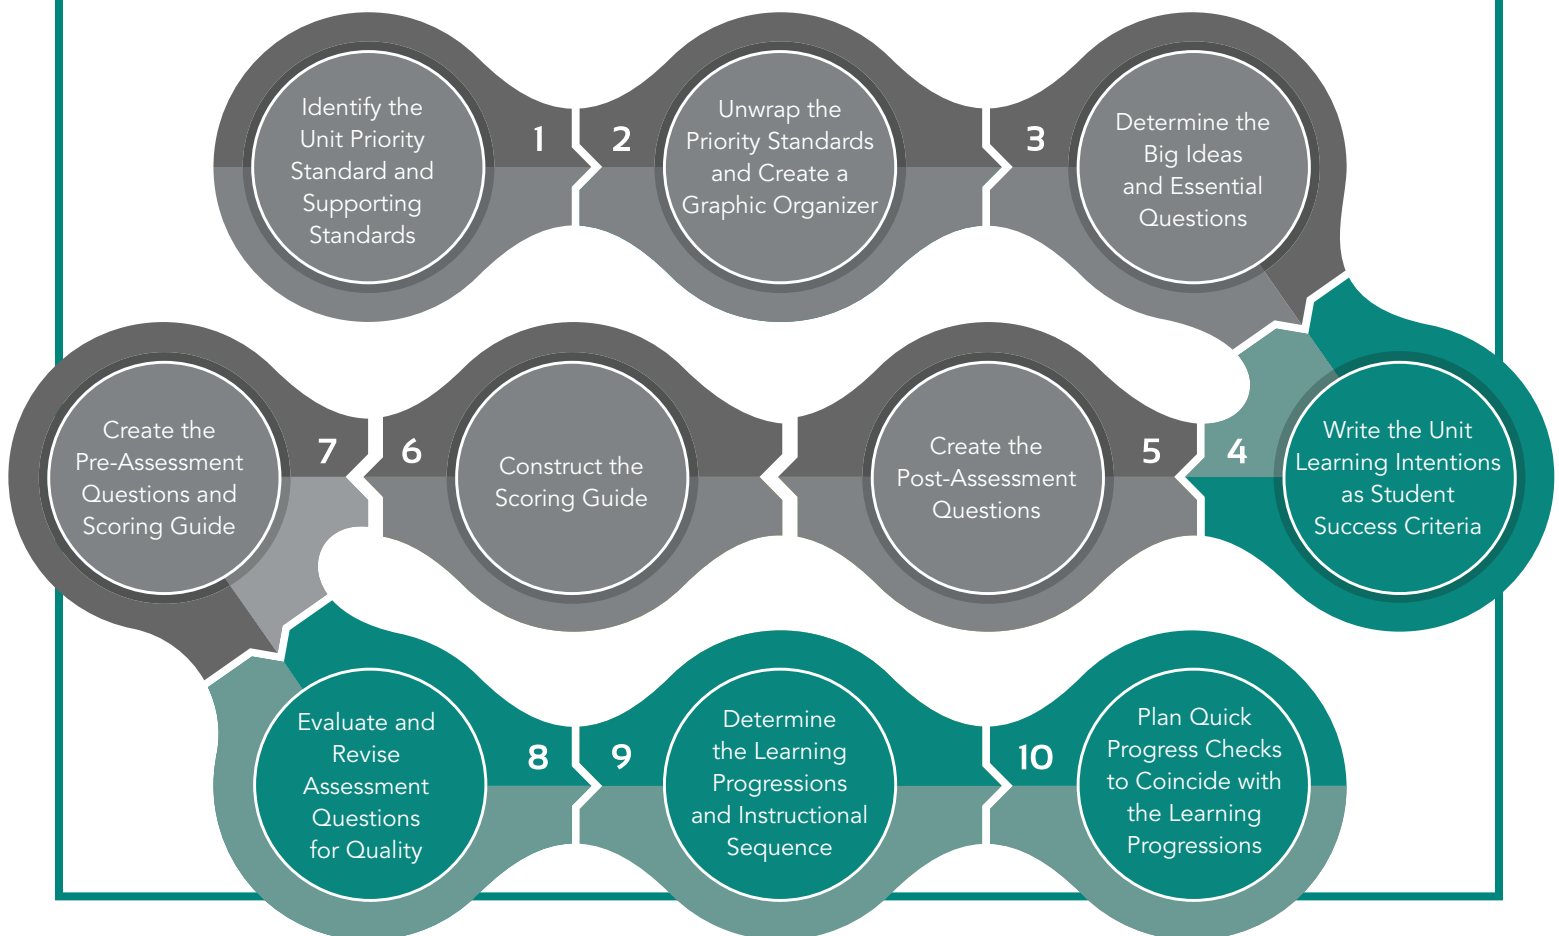 1
Identify the
Unit Priority
Standard and
Supporting
Standards
2
Unwrap the
Priority Standards
and Create a
Graphic Organizer
3
Determine the
Big Ideas
and Essential
Questions
4
Write the Unit
Learning Intentions
as Student
Success Criteria
5
Create the
Post-Assessment
Questions
6
Construct the
Scoring Guide
7
Create the
Pre-Assessment
Questions and
Scoring Guide
8
Evaluate and
Revise
Assessment
Questions
for Quality
9
Determine
the Learning
Progressions
and Instructional
Sequence
10
Plan Quick
Progress Checks
to Coincide with
the Learning
Progressions